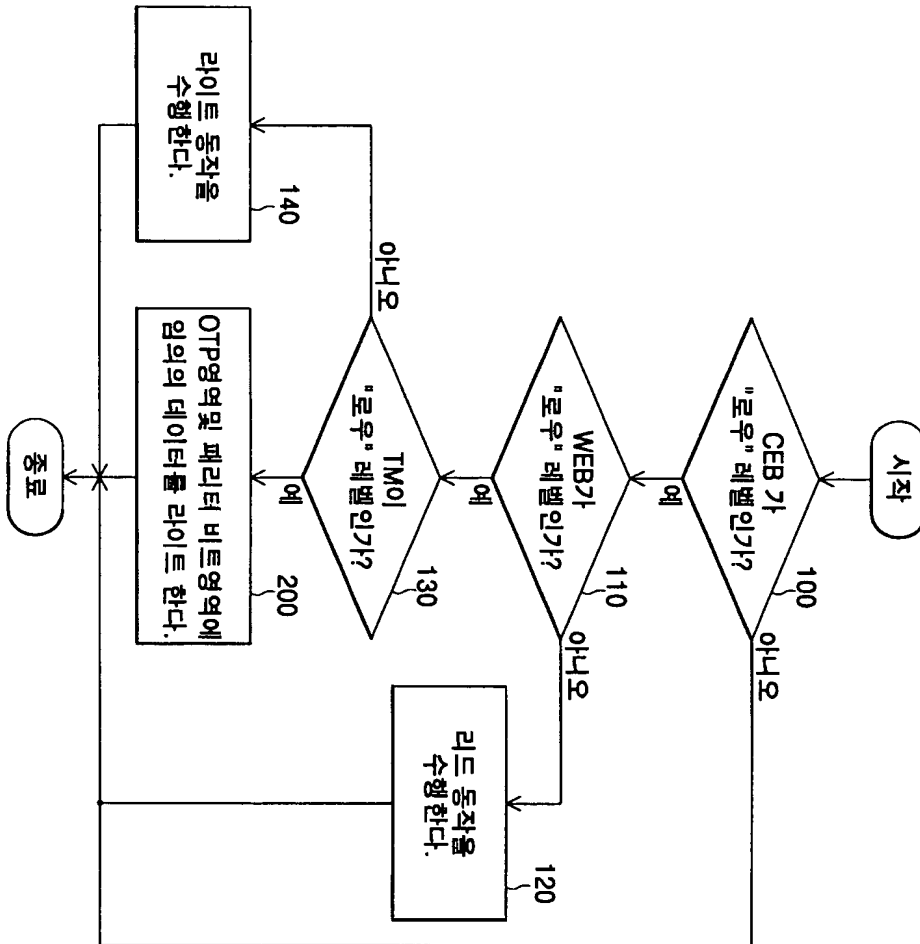 시작
CEB 가
"로우" 레벨인가?
100
아니오
예
WEB가
"로우" 레벨인가?
110
아니오
예
리드 동작을
수행한다.
120
TM이
"로우" 레벨인가?
130
아니오
예
라이트 동작을
수행한다.
140
OTP영역및 패리티 비트영역에
임의의 데이터를 라이트 한다.
200
종료